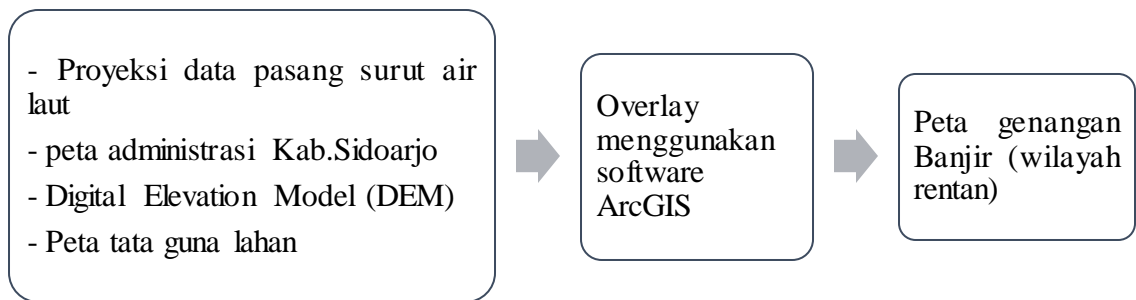 - Proyeksi data pasang surut air
laut
- peta administrasi Kab.Sidoarjo
- Digital Elevation Model (DEM)
- Peta tata guna lahan
Overlay
menggunakan
software
ArcGIS
Peta genangan
Banjir (wilayah
rentan)